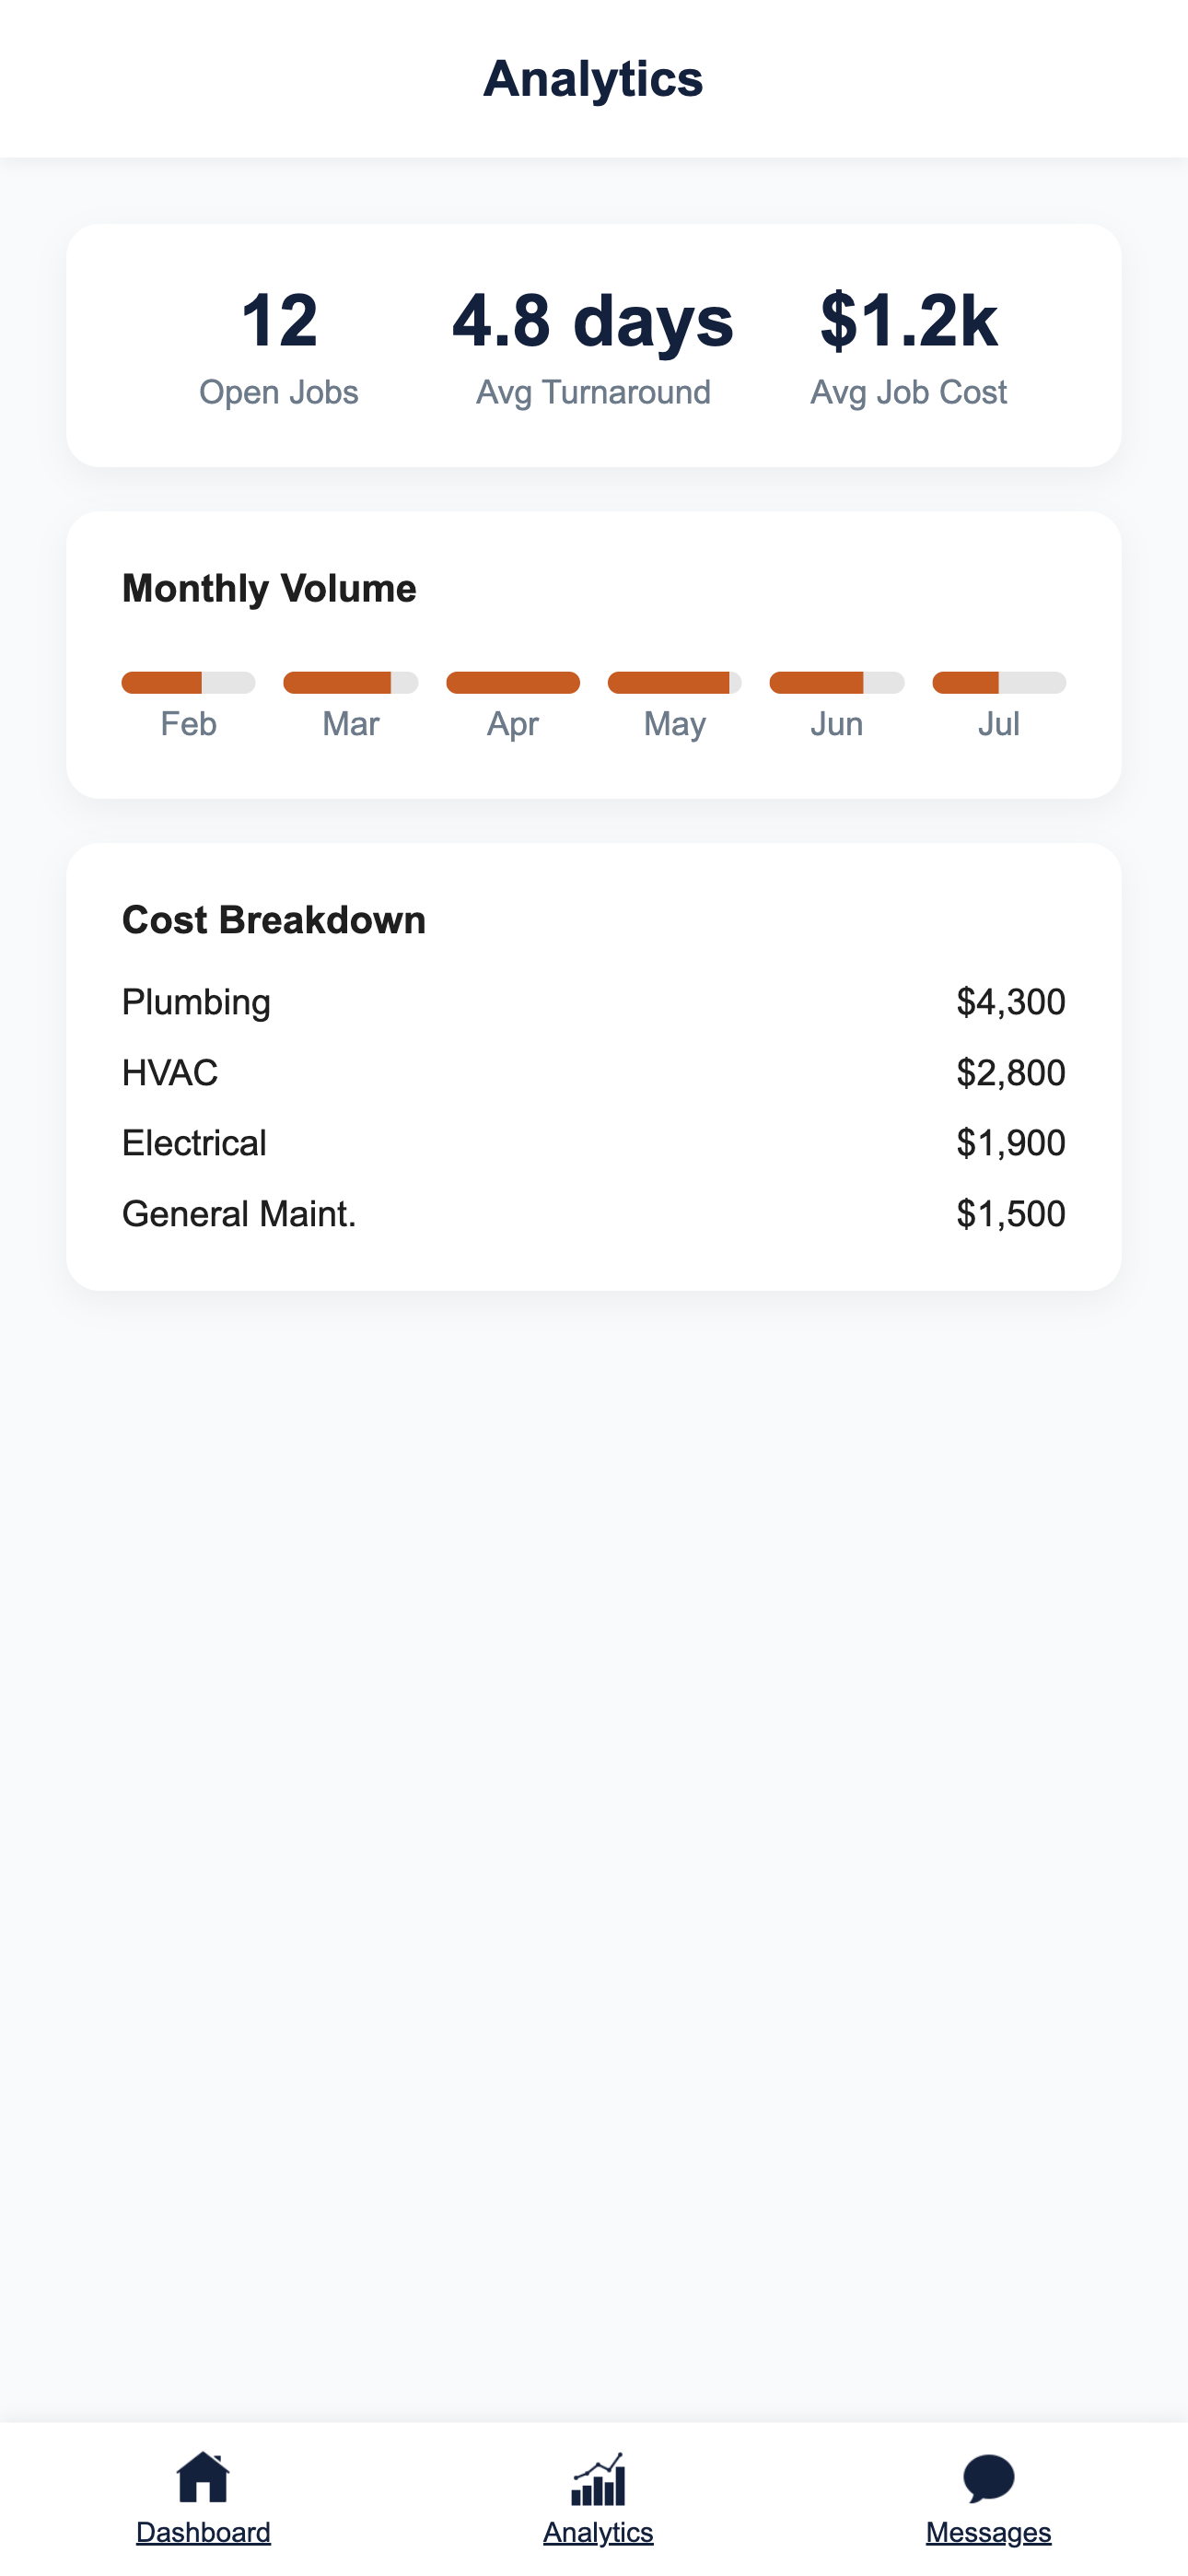 Analytics
12 4.8 days $1.2k
Open Jobs Avg Turnaround Avg Job Cost
Monthly Volume
Feb Mar Apr May Jun Jul
Cost Breakdown
Plumbing $4,300
HVAC $2,800
Electrical $1,900
General Maint. $1,500
Dashboard Analytics Messages